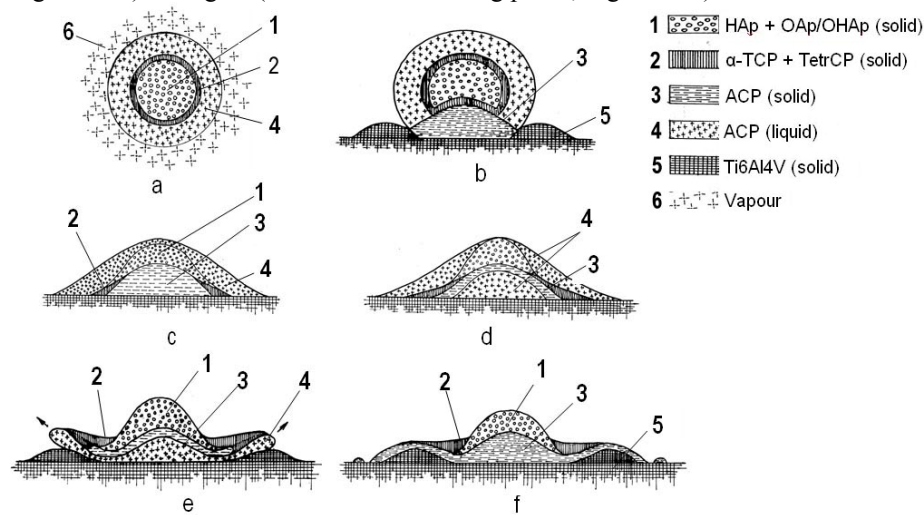 1 HAp + OAp/OHAp (solid)
2 α-TCP + TetrCP (solid)
3 ACP (solid)
4 ACP (liquid)
5 Ti6Al4V (solid)
6 Vapour
6 1 2 4
a
3 5
b
2 1 3 4
c
4 3
d
2 1 3 4
e
2 1 3 5
f